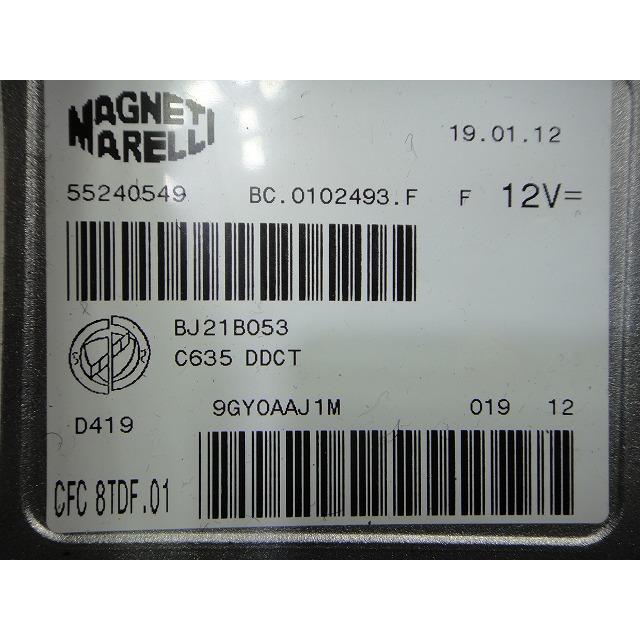 MAGNETI
MARELLI
19.01.12
55240549 BC.0102493.F F 12V=
BJ21B053
C635 DDCT
S R
D419
9GY0AAJ1M 019 12
CFC 8TDF.01